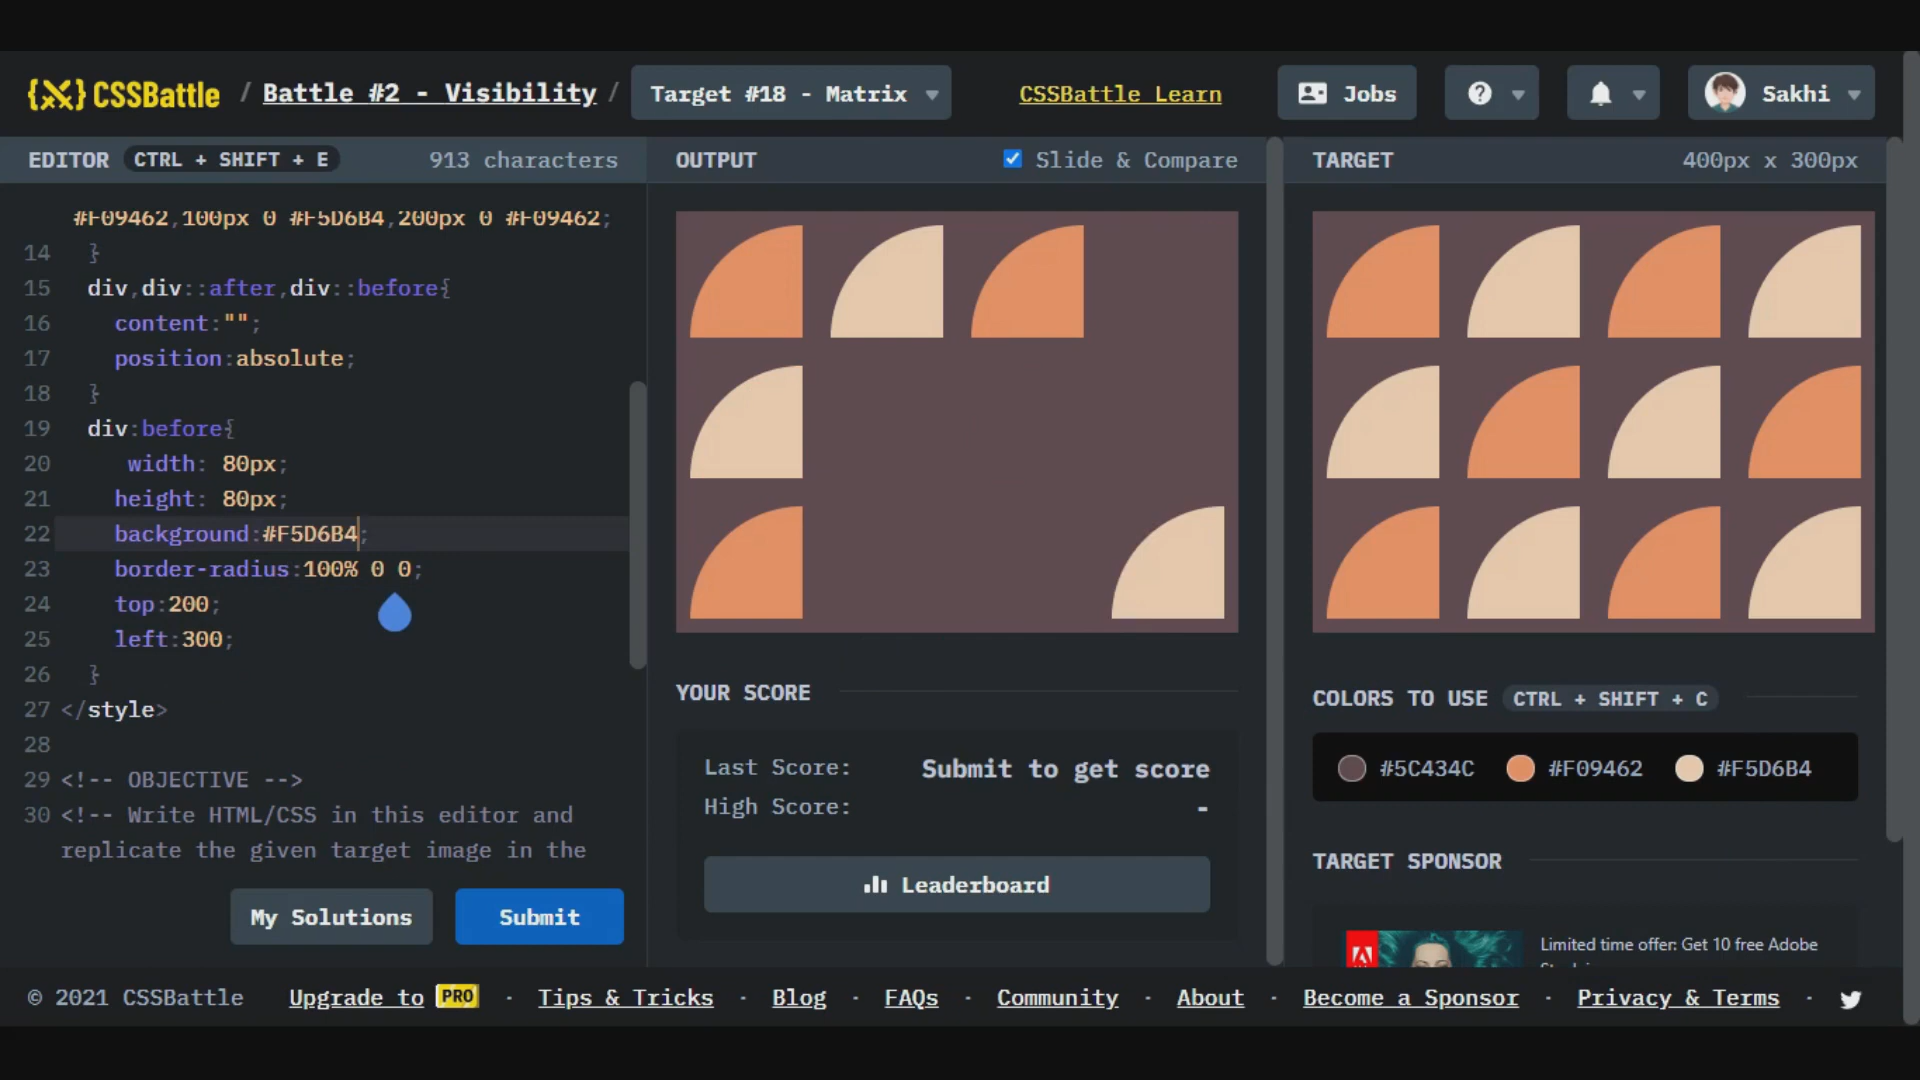 {X} CSSBattle / Battle #2 - Visibility / Target #18 - Matrix CSSBattle Learn Jobs Sakhi
EDITOR CTRL + SHIFT + E 913 characters
#F09462,100px 0 #F5D6B4,200px 0 #F09462;
14 }
15 div,div::after,div::before{
16 content:"";
17 position:absolute;
18 }
19 div:before{
20 width: 80px;
21 height: 80px;
22 background:#F5D6B4;
23 border-radius:100% 0 0;
24 top:200;
25 left:300;
26 }
27 </style>
28
29 <!-- OBJECTIVE -->
30 <!-- Write HTML/CSS in this editor and
replicate the given target image in the
My Solutions Submit
OUTPUT Slide & Compare
YOUR SCORE
Last Score: Submit to get score
High Score: -
Leaderboard
TARGET 400px x 300px
COLORS TO USE CTRL + SHIFT + C
#5C434C #F09462 #F5D6B4
TARGET SPONSOR
Limited time offer: Get 10 free Adobe
© 2021 CSSBattle Upgrade to PRO · Tips & Tricks · Blog · FAQs · Community · About · Become a Sponsor · Privacy & Terms ·